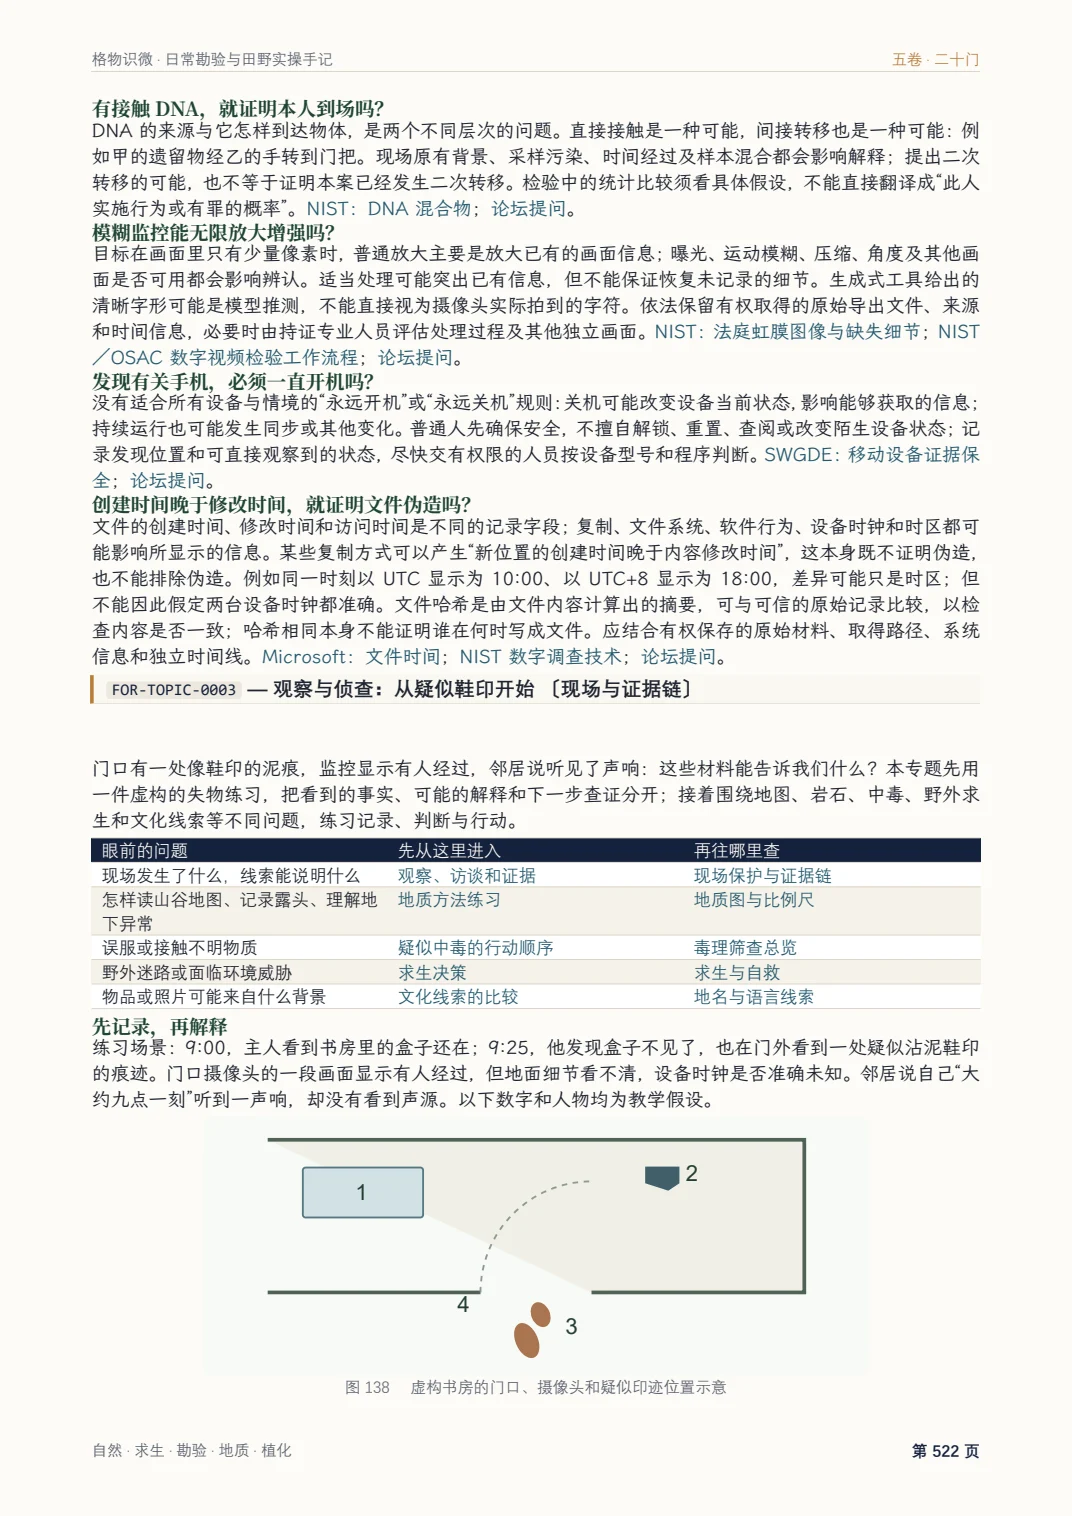 格物识微 · 日常勘验与田野实操手记
五卷 · 二十门
有接触 DNA，就证明本人到场吗？
DNA 的来源与它怎样到达物体，是两个不同层次的问题。直接接触是一种可能，间接转移也是一种可能：例
如甲的遗留物经乙的手转到门把。现场原有背景、采样污染、时间经过及样本混合都会影响解释；提出二次
转移的可能，也不等于证明本案已经发生二次转移。检验中的统计比较须看具体假设，不能直接翻译成“此人
实施行为或有罪的概率”。NIST：DNA 混合物；论坛提问。
模糊监控能无限放大增强吗？
目标在画面里只有少量像素时，普通放大主要是放大已有的画面信息；曝光、运动模糊、压缩、角度及其他画
面是否可用都会影响辨认。适当处理可能突出已有信息，但不能保证恢复未记录的细节。生成式工具给出的
清晰字形可能是模型推测，不能直接视为摄像头实际拍到的字符。依法保留有权取得的原始导出文件、来源
和时间信息，必要时由持证专业人员评估处理过程及其他独立画面。NIST：法庭虹膜图像与缺失细节；NIST
／OSAC 数字视频检验工作流程；论坛提问。
发现有关手机，必须一直开机吗？
没有适合所有设备与情境的“永远开机”或“永远关机”规则：关机可能改变设备当前状态，影响能够获取的信息；
持续运行也可能发生同步或其他变化。普通人先确保安全，不擅自解锁、重置、查阅或改变陌生设备状态；记
录发现位置和可直接观察到的状态，尽快交有权限的人员按设备型号和程序判断。SWGDE：移动设备证据保
全；论坛提问。
创建时间晚于修改时间，就证明文件伪造吗？
文件的创建时间、修改时间和访问时间是不同的记录字段；复制、文件系统、软件行为、设备时钟和时区都可
能影响所显示的信息。某些复制方式可以产生“新位置的创建时间晚于内容修改时间”，这本身既不证明伪造，
也不能排除伪造。例如同一时刻以 UTC 显示为 10:00、以 UTC+8 显示为 18:00，差异可能只是时区；但
不能因此假定两台设备时钟都准确。文件哈希是由文件内容计算出的摘要，可与可信的原始记录比较，以检
查内容是否一致；哈希相同本身不能证明谁在何时写成文件。应结合有权保存的原始材料、取得路径、系统
信息和独立时间线。Microsoft：文件时间；NIST 数字调查技术；论坛提问。
FOR-TOPIC-0003 — 观察与侦查：从疑似鞋印开始 〔现场与证据链〕
门口有一处像鞋印的泥痕，监控显示有人经过，邻居说听见了声响：这些材料能告诉我们什么？本专题先用
一件虚构的失物练习，把看到的事实、可能的解释和下一步查证分开；接着围绕地图、岩石、中毒、野外求
生和文化线索等不同问题，练习记录、判断与行动。
眼前的问题 先从这里进入 再往哪里查
现场发生了什么，线索能说明什么 观察、访谈和证据 现场保护与证据链
怎样读山谷地图、记录露头、理解地 地质方法练习 地质图与比例尺
下异常
误服或接触不明物质 疑似中毒的行动顺序 毒理筛查总览
野外迷路或面临环境威胁 求生决策 求生与自救
物品或照片可能来自什么背景 文化线索的比较 地名与语言线索
先记录，再解释
练习场景：9:00，主人看到书房里的盒子还在；9:25，他发现盒子不见了，也在门外看到一处疑似沾泥鞋印
的痕迹。门口摄像头的一段画面显示有人经过，但地面细节看不清，设备时钟是否准确未知。邻居说自己“大
约九点一刻”听到一声响，却没有看到声源。以下数字和人物均为教学假设。
1
2
4
3
图 138 虚构书房的门口、摄像头和疑似印迹位置示意
自然 · 求生 · 勘验 · 地质 · 植化
第 522 页